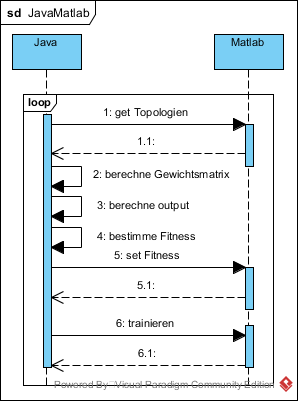 sd JavaMatlab
Java
Matlab
loop
1: get Topologien
1.1:
2: berechne Gewichtsmatrix
3: berechne output
4: bestimme Fitness
5: set Fitness
5.1:
6: trainieren
6.1:
Powered By Visual Paradigm Community Edition